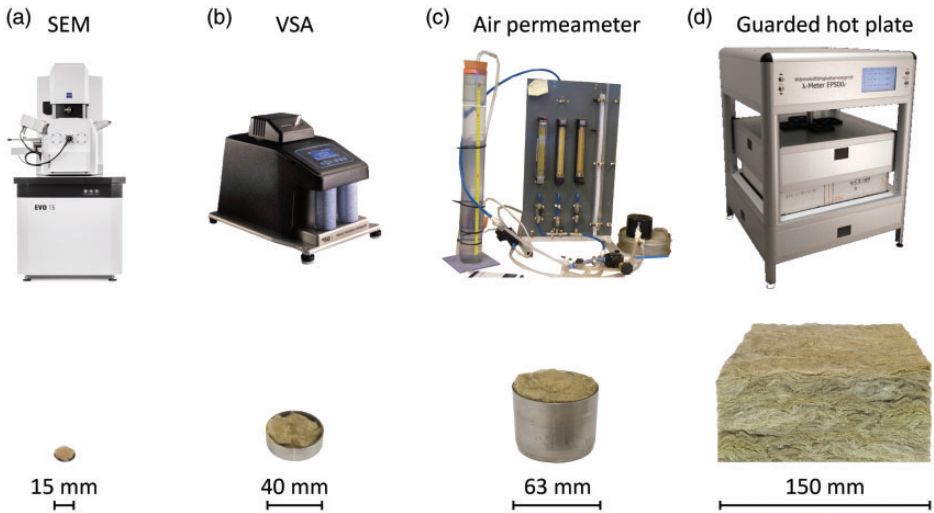 (a) SEM
(b) VSA
(c) Air permeameter
(d) Guarded hot plate
λ-Meter EP500e
EVO 15
15 mm
40 mm
63 mm
150 mm